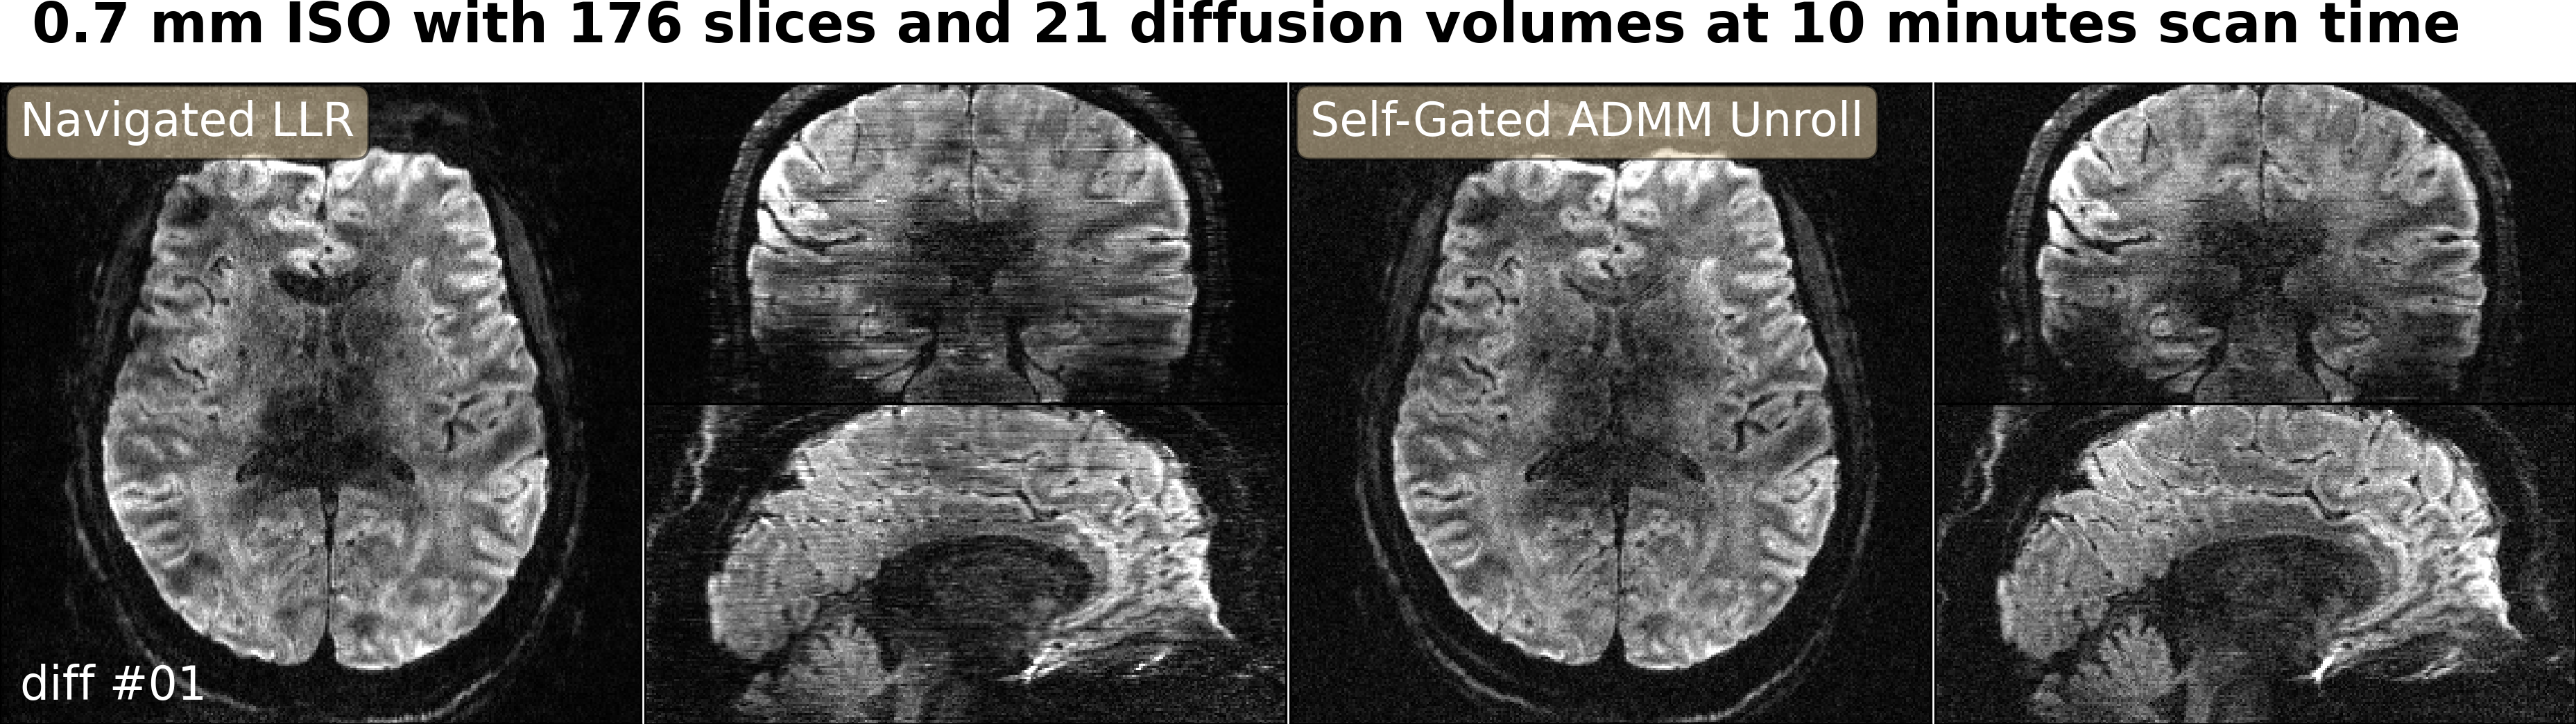 0.7 mm ISO with 176 slices and 21 diffusion volumes at 10 minutes scan time
Navigated LLR
Self-Gated ADMM Unroll
diff #01